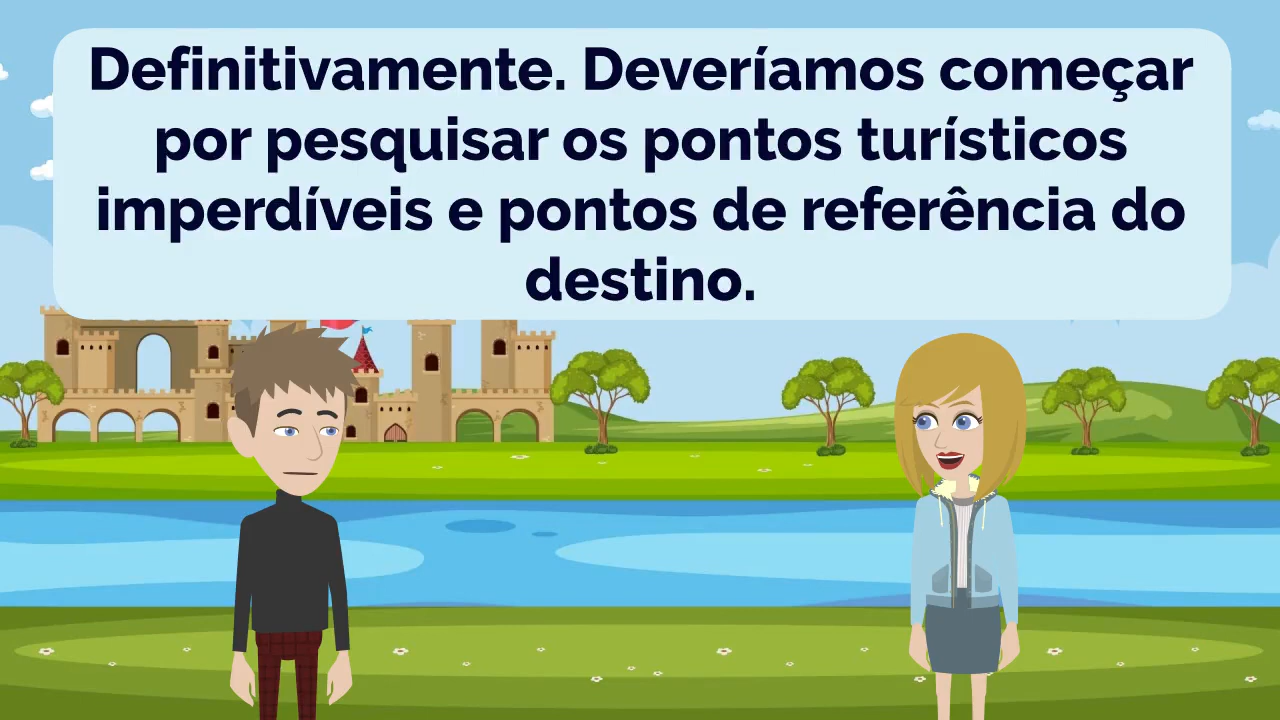 Definitivamente. Deveríamos começar
por pesquisar os pontos turísticos
imperdíveis e pontos de referência do
destino.